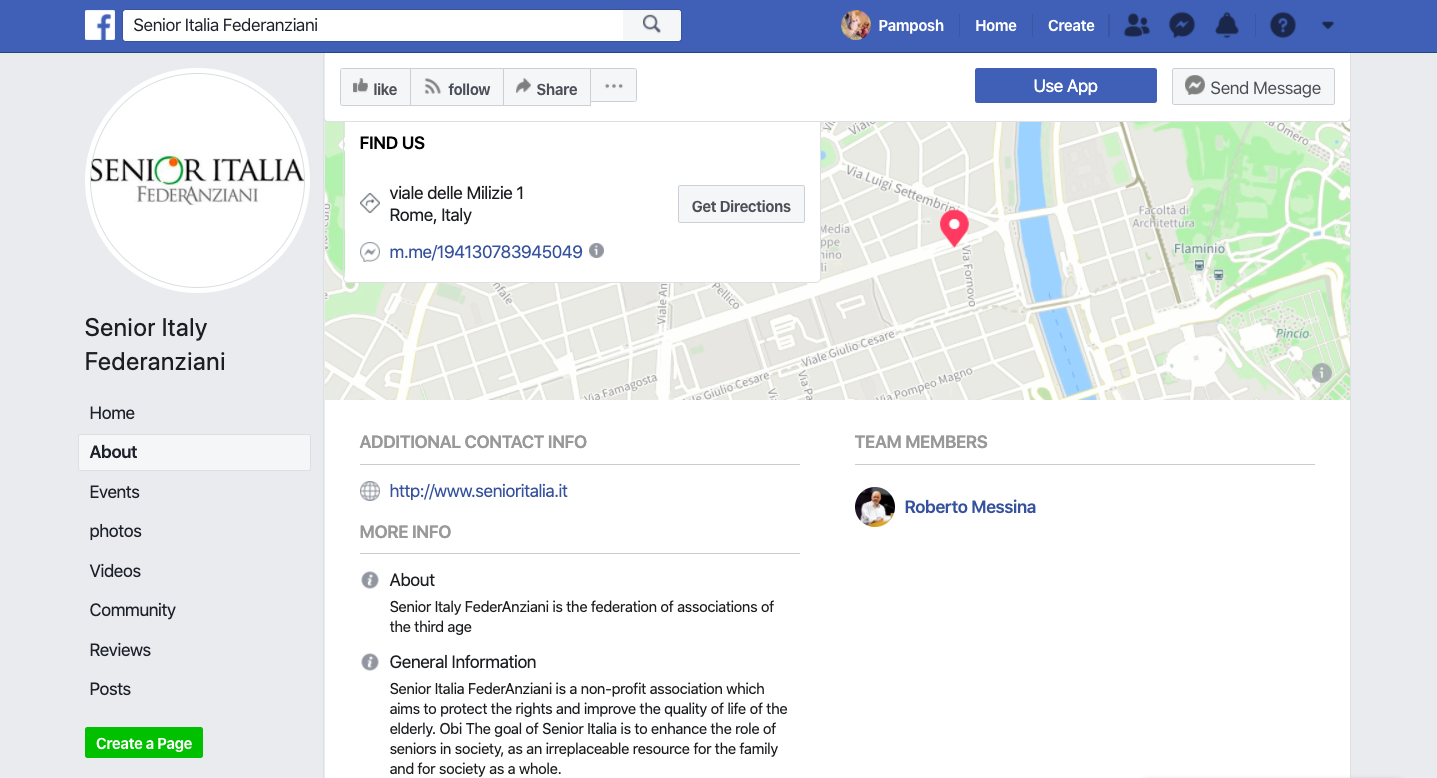 Senior Italia Federanziani
Pamposh
Home
Create
like
follow
Share
Use App
Send Message
SENIOR ITALIA
FEDERANZIANI
Senior Italy
Federanziani
Home
About
Events
photos
Videos
Community
Reviews
Posts
Create a Page
FIND US
viale delle Milizie 1
Rome, Italy
Get Directions
m.me/194130783945049
Via Luigi Settembrini
Facoltà di
Architettura
Flaminio
Via Fornovo
Pincio
Viale Giulio Cesare
Viale Giulio Cesare
Via Pompeo Magno
Via Famagosta
Pellico
ADDITIONAL CONTACT INFO
http://www.senioritalia.it
MORE INFO
About
Senior Italy FederAnziani is the federation of associations of
the third age
General Information
Senior Italia FederAnziani is a non-profit association which
aims to protect the rights and improve the quality of life of the
elderly. Obi The goal of Senior Italia is to enhance the role of
seniors in society, as an irreplaceable resource for the family
and for society as a whole.
TEAM MEMBERS
Roberto Messina